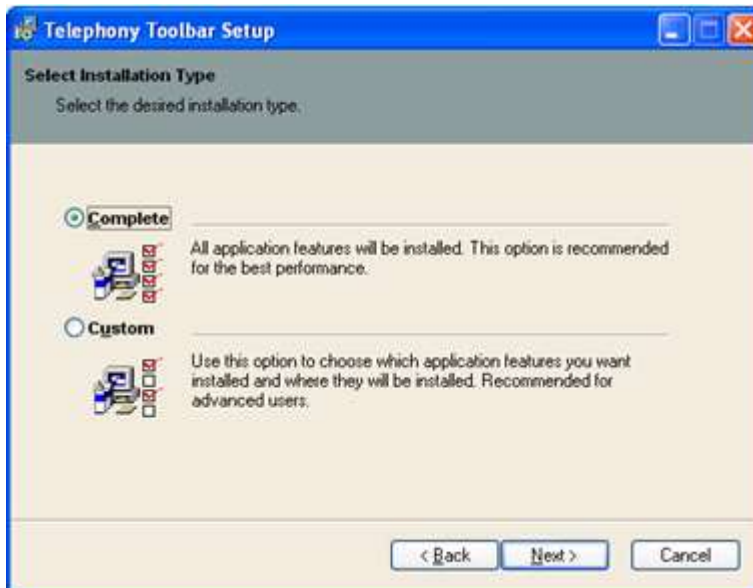 Telephony Toolbar Setup
Select Installation Type
Select the desired installation type.
Complete
All application features will be installed. This option is recommended
for the best performance.
Custom
Use this option to choose which application features you want
installed and where they will be installed. Recommended for
advanced users.
< Back Next > Cancel